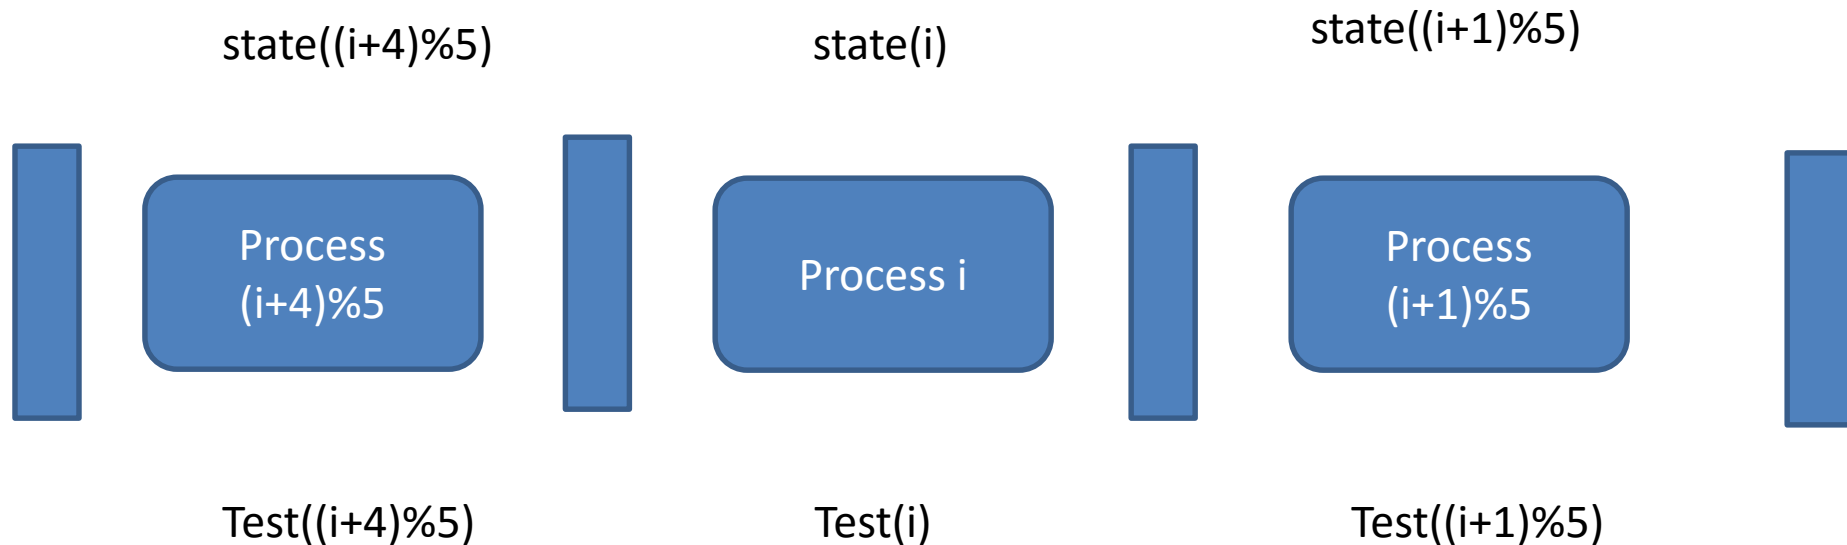 state((i+4)%5)
state(i)
state((i+1)%5)
Process
(i+4)%5
Process i
Process
(i+1)%5
Test((i+4)%5)
Test(i)
Test((i+1)%5)